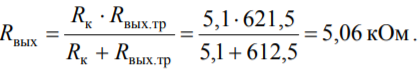 Rвых = Rк · Rвых.тр / Rк + Rвых.тр = 5,1 · 621,5 / 5,1 + 612,5 = 5,06 кОм .